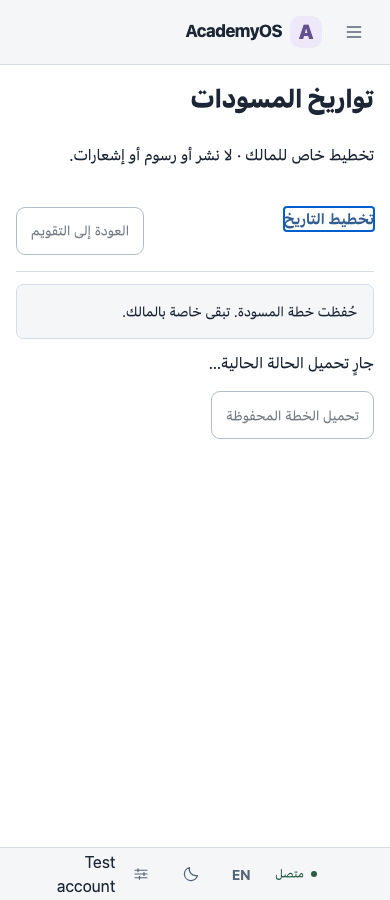 A AcademyOS
تواريخ المسودات
تخطيط خاص للمالك · لا نشر أو رسوم أو إشعارات.
تخطيط التاريخ
العودة إلى التقويم
حُفظت خطة المسودة. تبقى خاصة بالمالك.
جارٍ تحميل الحالة الحالية...
تحميل الخطة المحفوظة
متصل
EN
Test
account